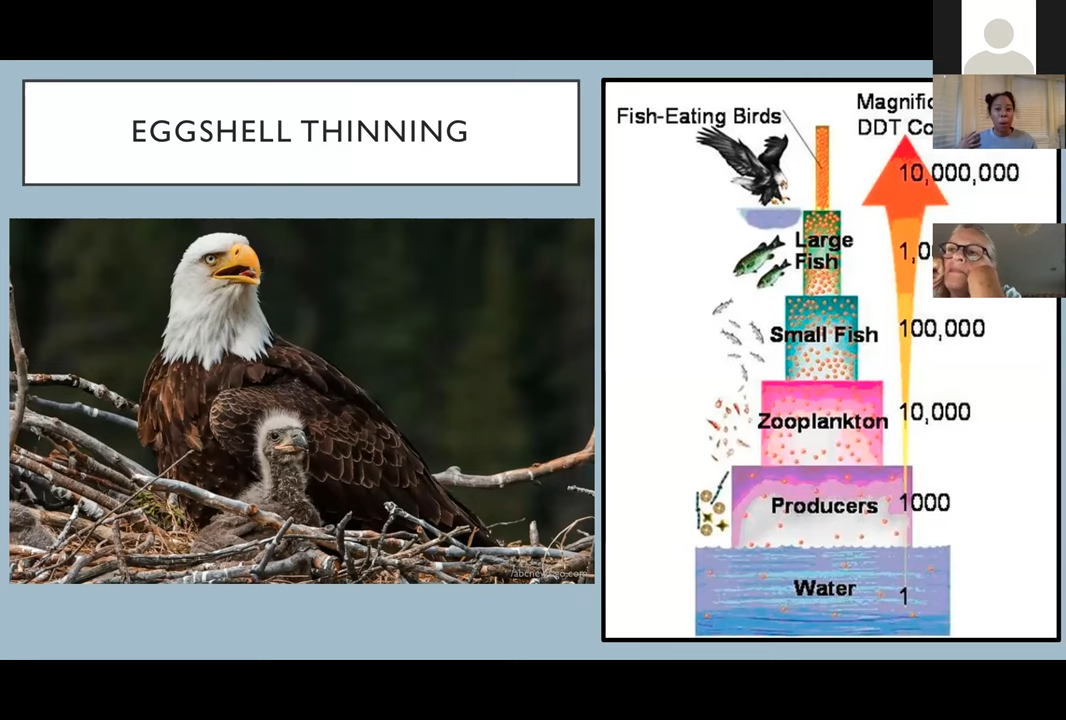 EGGSHELL THINNING
Fish-Eating Birds
DDT
10,000,000
Large
Fish
Small Fish
100,000
Zooplankton
10,000
Producers
1000
Water
1